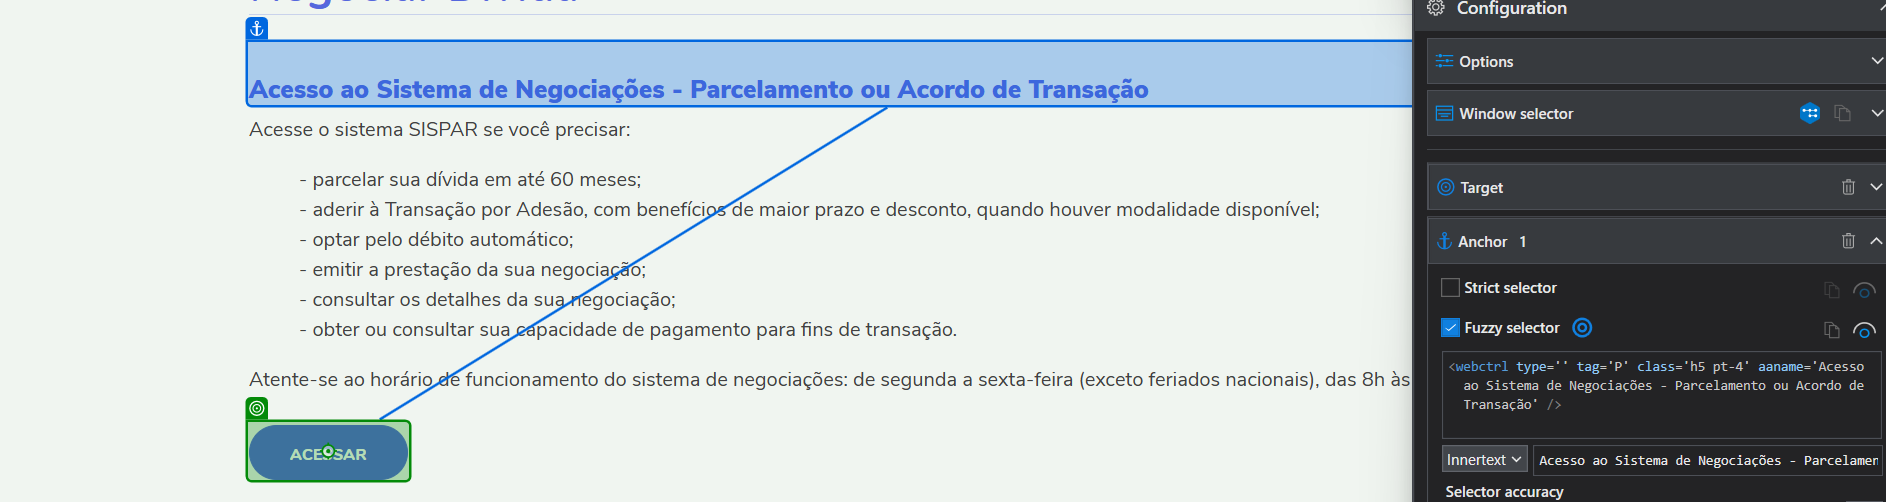 Negociar Dívida
Acesso ao Sistema de Negociações - Parcelamento ou Acordo de Transação
Acesse o sistema SISPAR se você precisar:
- parcelar sua dívida em até 60 meses;
- aderir à Transação por Adesão, com benefícios de maior prazo e desconto, quando houver modalidade disponível;
- optar pelo débito automático;
- emitir a prestação da sua negociação;
- consultar os detalhes da sua negociação;
- obter ou consultar sua capacidade de pagamento para fins de transação.
Atente-se ao horário de funcionamento do sistema de negociações: de segunda a sexta-feira (exceto feriados nacionais), das 8h às
ACESSAR
Configuration
Options
Window selector
Target
Anchor 1
Strict selector
Fuzzy selector
<webctrl type='' tag='P' class='h5 pt-4' aaname='Acesso
ao Sistema de Negociações - Parcelamento ou Acordo de
Transação' />
Innertext
Acesso ao Sistema de Negociações - Parcelamen
Selector accuracy